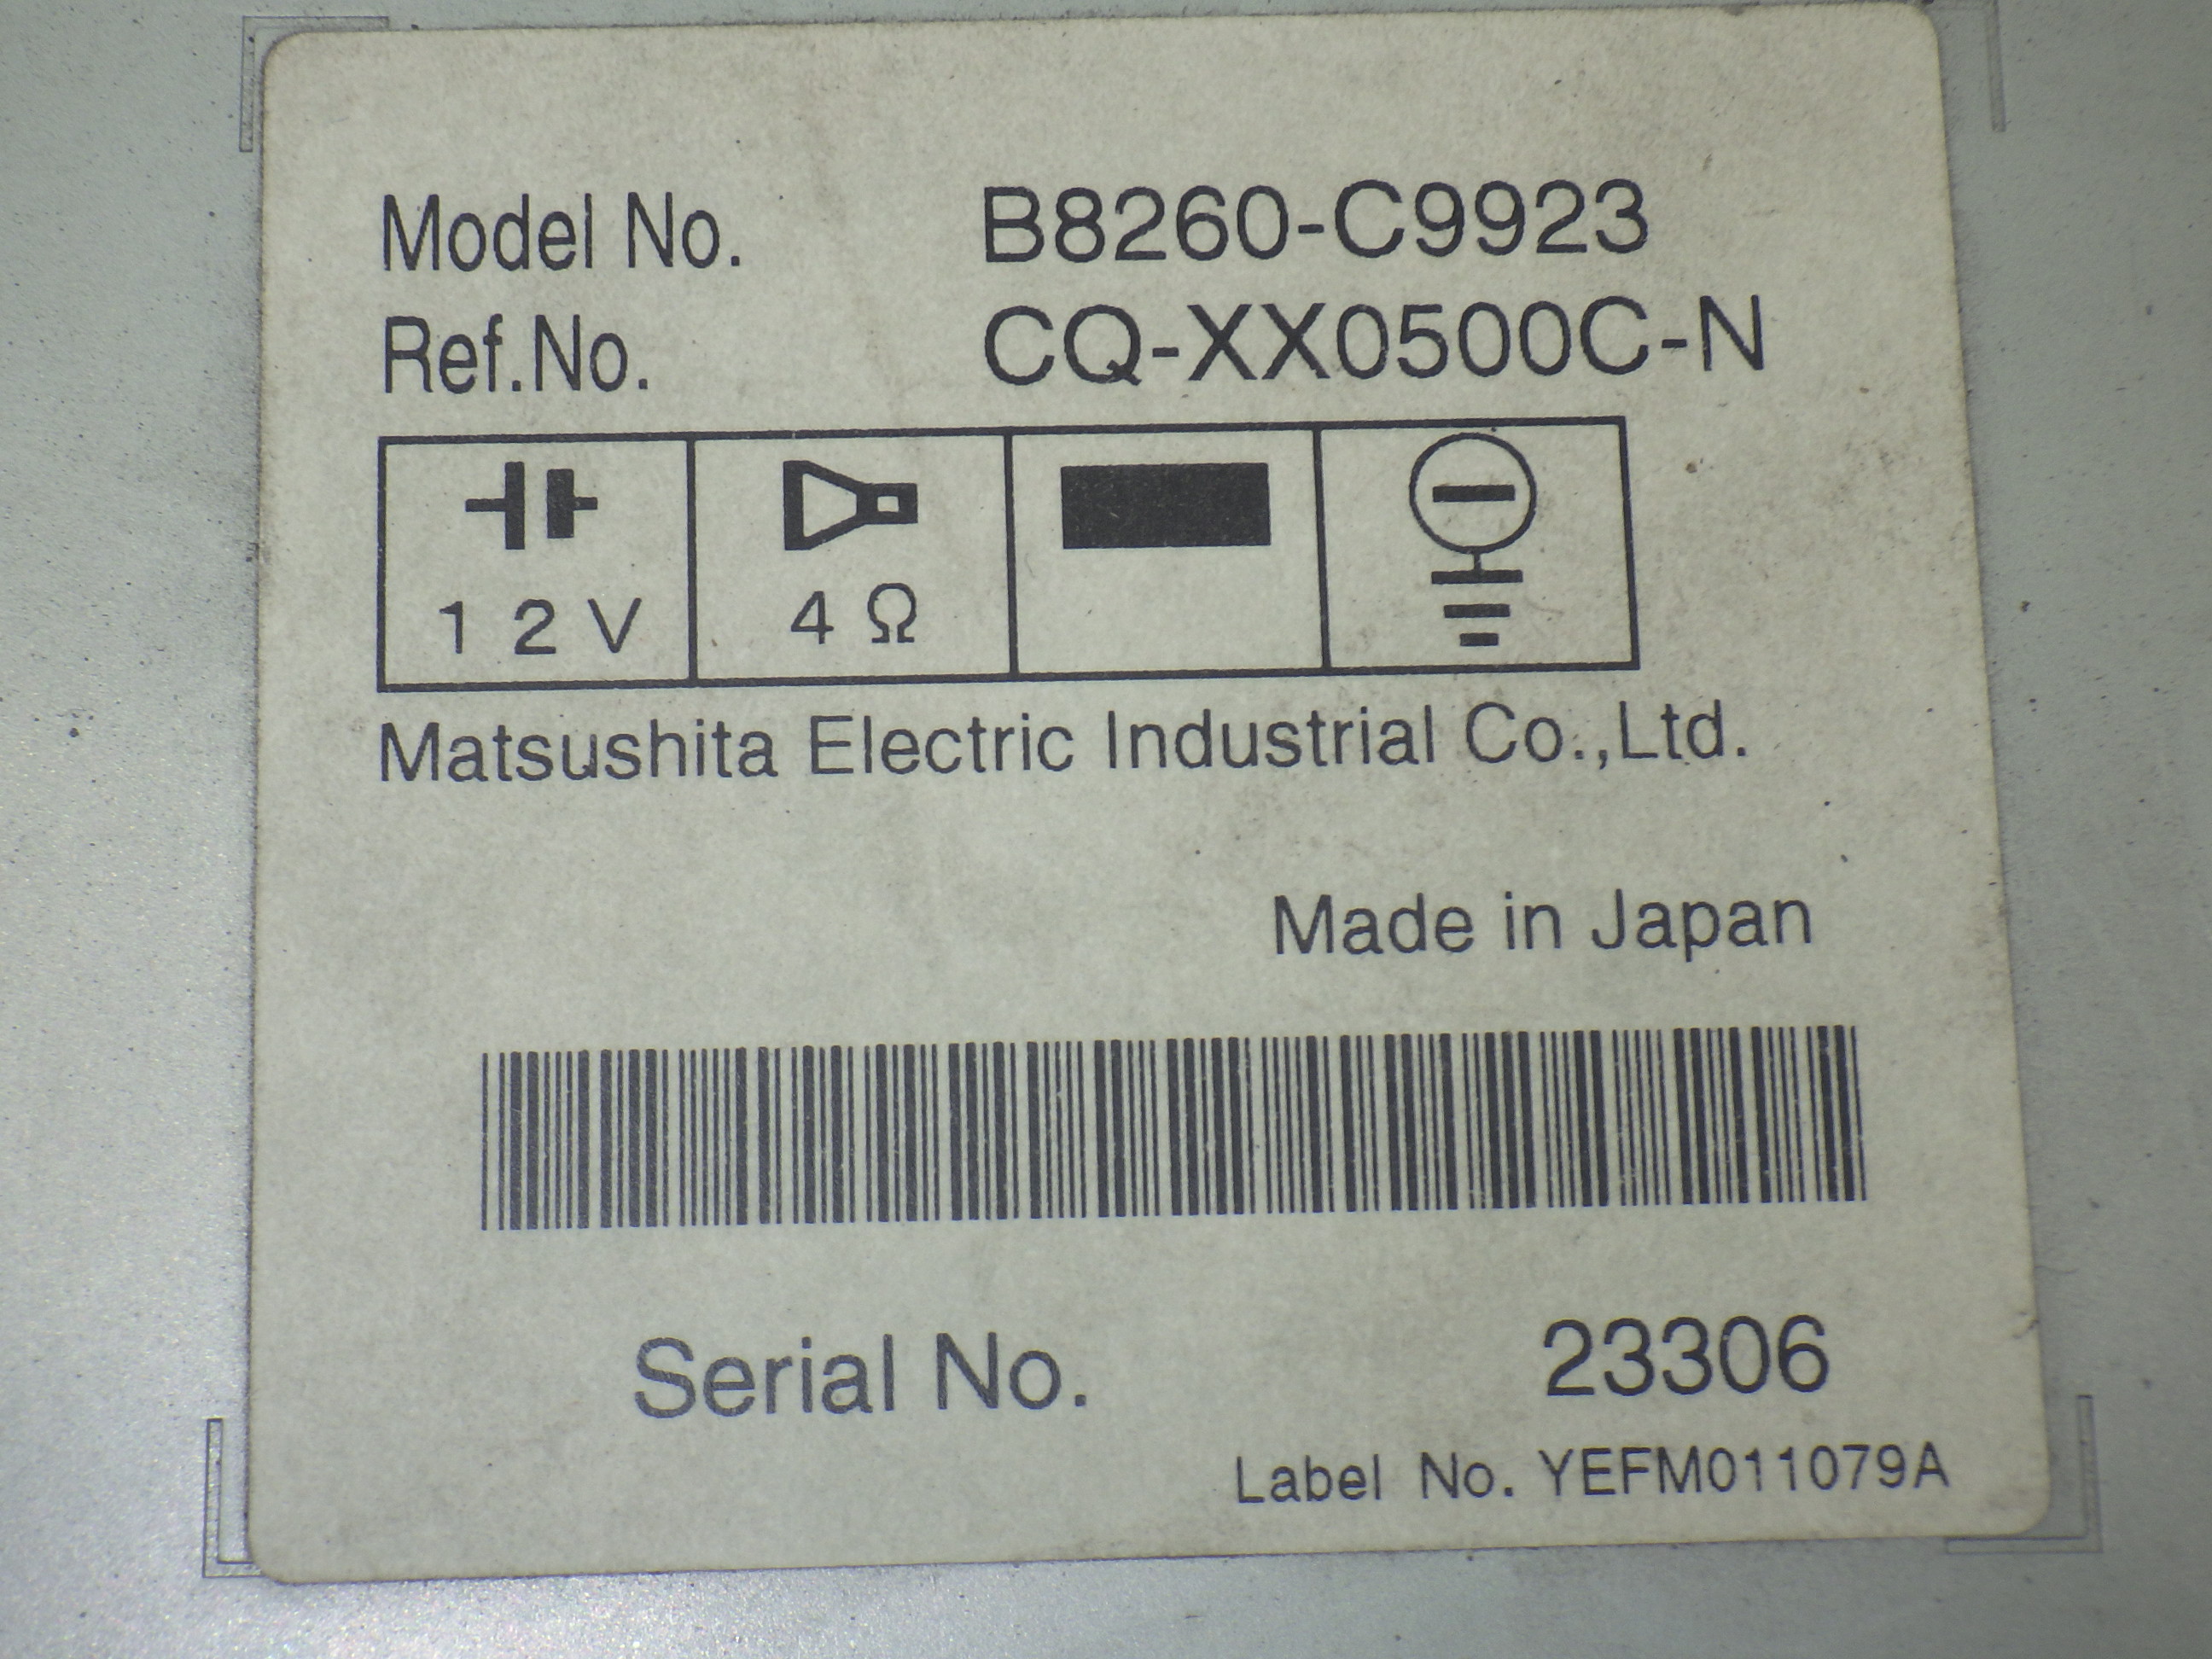 Model No. B8260-C9923
Ref.No. CQ-XX0500C-N
12V 4Ω
Matsushita Electric Industrial Co.,Ltd.
Made in Japan
Serial No. 23306
Label No. YEFM011079A